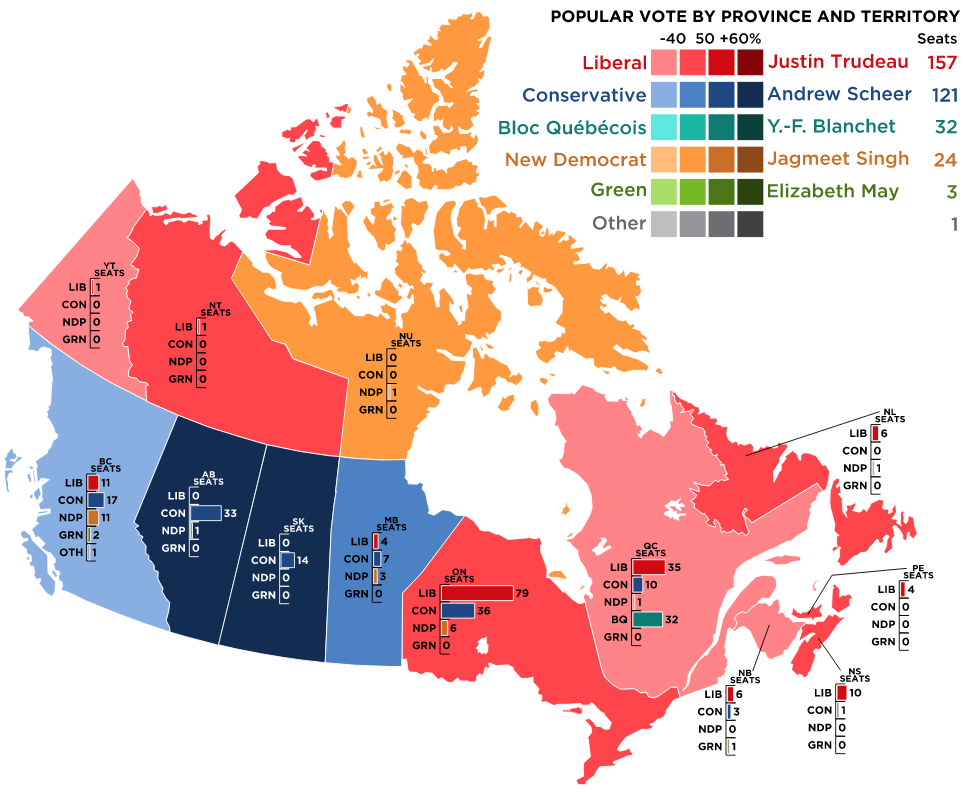 POPULAR VOTE BY PROVINCE AND TERRITORY
-40 50 +60% Seats
Liberal Justin Trudeau 157
Conservative Andrew Scheer 121
Bloc Québécois Y.-F. Blanchet 32
New Democrat Jagmeet Singh 24
Green Elizabeth May 3
Other 1
YT
SEATS
LIB 1
CON 0
NDP 0
GRN 0
NT
SEATS
LIB 1
CON 0
NDP 0
GRN 0
NU
SEATS
LIB 0
CON 0
NDP 1
GRN 0
NL
SEATS
LIB 6
CON 0
NDP 1
GRN 0
BC
SEATS
LIB 11
CON 17
NDP 11
GRN 2
OTH 1
AB
SEATS
LIB 0
CON 33
NDP 1
GRN 0
SK
SEATS
LIB 0
CON 14
NDP 0
GRN 0
MB
SEATS
LIB 4
CON 7
NDP 3
GRN 0
ON
SEATS
LIB 79
CON 36
NDP 6
GRN 0
QC
SEATS
LIB 35
CON 10
NDP 1
BQ 32
GRN 0
PE
SEATS
LIB 4
CON 0
NDP 0
GRN 0
NB
SEATS
LIB 6
CON 3
NDP 0
GRN 1
NS
SEATS
LIB 10
CON 1
NDP 0
GRN 0